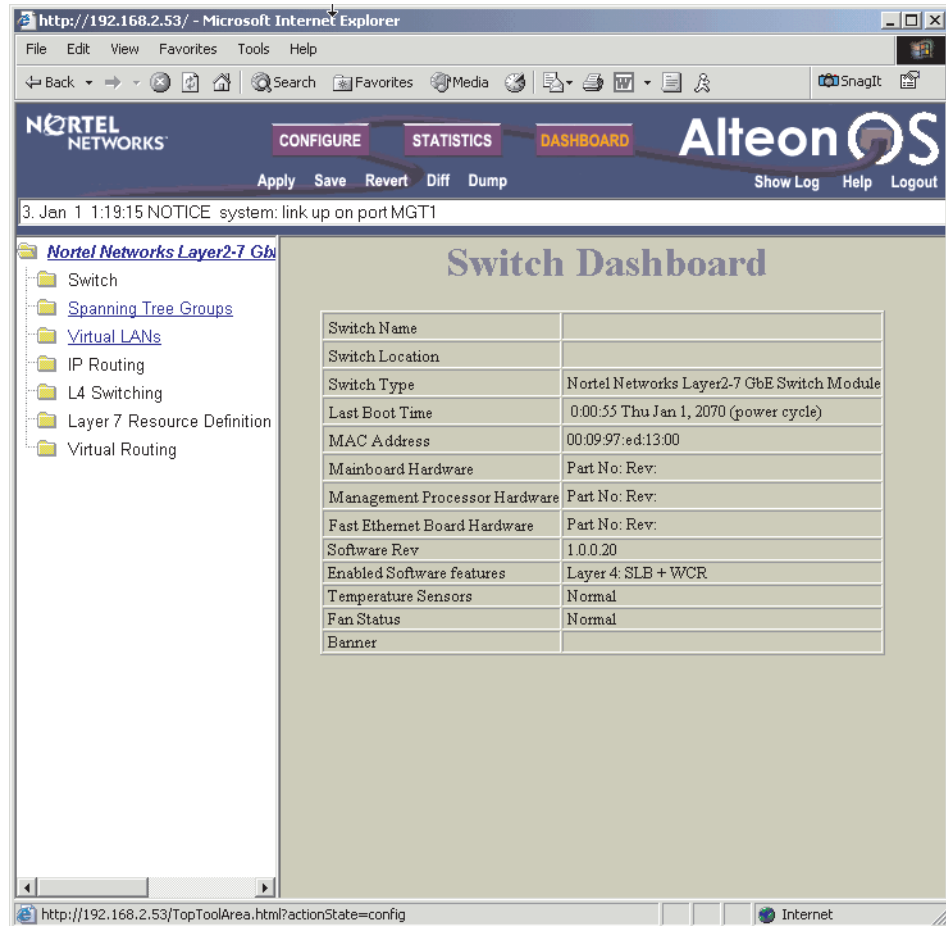 http://192.168.2.53/ - Microsoft Internet Explorer
File Edit View Favorites Tools Help
Back Search Favorites Media SnagIt
NORTEL NETWORKS
CONFIGURE STATISTICS DASHBOARD
Alteon OS
Apply Save Revert Diff Dump Show Log Help Logout
3. Jan 1 1:19:15 NOTICE system: link up on port MGT1
Nortel Networks Layer2-7 Gb
Switch
Spanning Tree Groups
Virtual LANs
IP Routing
L4 Switching
Layer 7 Resource Definition
Virtual Routing
Switch Dashboard
Switch Name
Switch Location
Switch Type Nortel Networks Layer2-7 GbE Switch Module
Last Boot Time 0:00:55 Thu Jan 1, 2070 (power cycle)
MAC Address 00:09:97:ed:13:00
Mainboard Hardware Part No: Rev:
Management Processor Hardware Part No: Rev:
Fast Ethernet Board Hardware Part No: Rev:
Software Rev 1.0.0.20
Enabled Software features Layer 4: SLB + WCR
Temperature Sensors Normal
Fan Status Normal
Banner
http://192.168.2.53/TopToolArea.html?actionState=config Internet